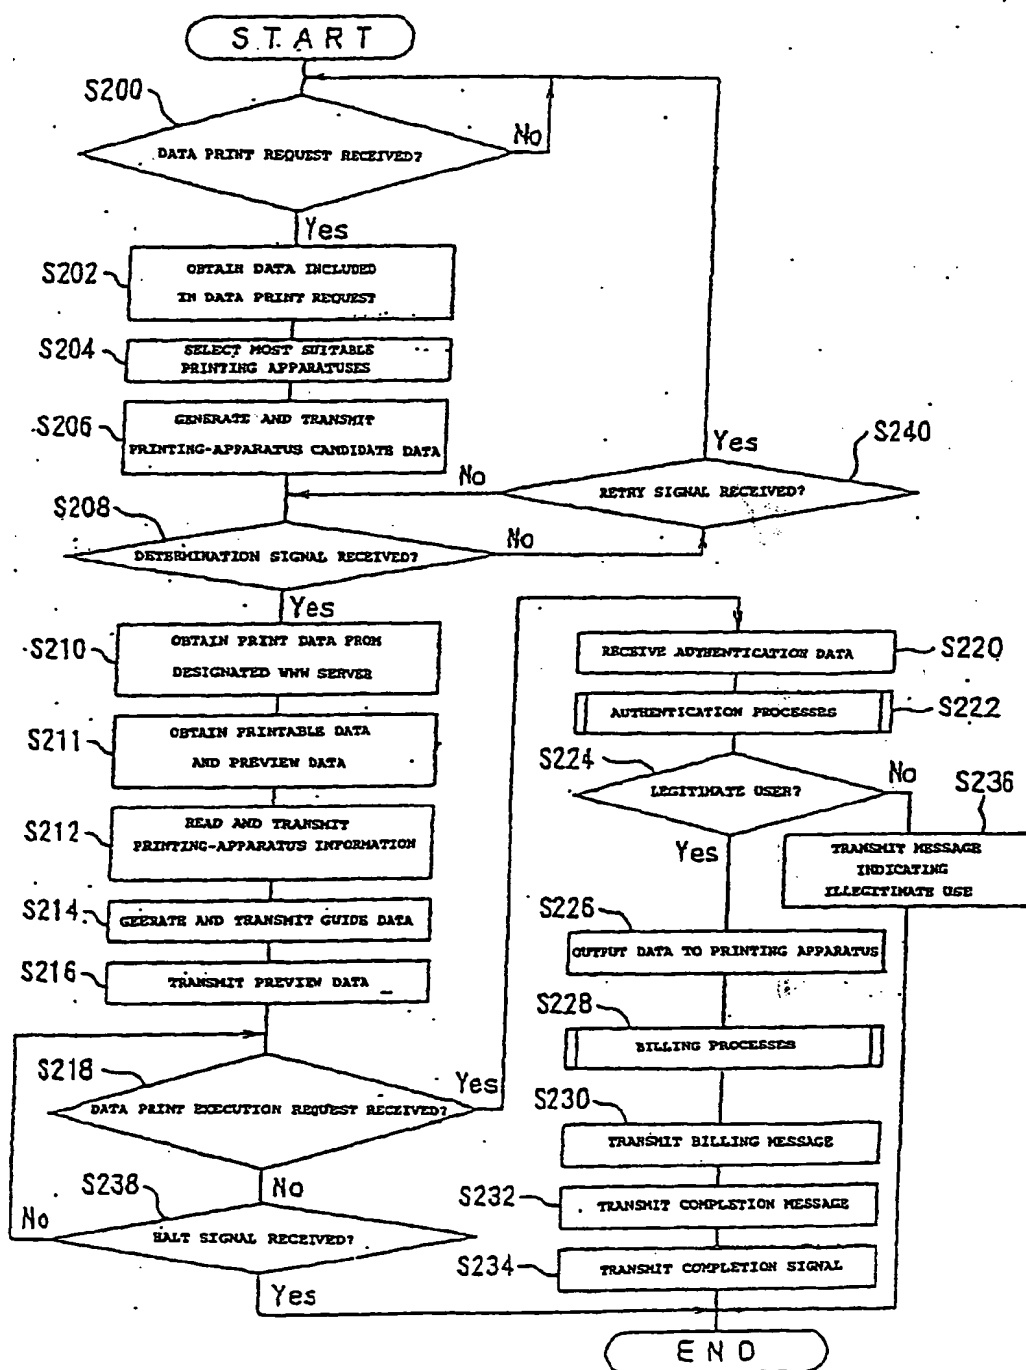 START
S200
DATA PRINT REQUEST RECEIVED?
No
Yes
S202
OBTAIN DATA INCLUDED
IN DATA PRINT REQUEST
S204
SELECT MOST SUITABLE
PRINTING APPARATUSES
S206
GENERATE AND TRANSMIT
PRINTING-APPARATUS CANDIDATE DATA
Yes
S240
RETRY SIGNAL RECEIVED?
No
S208
DETERMINATION SIGNAL RECEIVED?
No
Yes
S210
OBTAIN PRINT DATA FROM
DESIGNATED WWW SERVER
S211
OBTAIN PRINTABLE DATA
AND PREVIEW DATA
S212
READ AND TRANSMIT
PRINTING-APPARATUS INFORMATION
S214
GEERATE AND TRANSMIT GUIDE DATA
S216
TRANSMIT PREVIEW DATA
S218
DATA PRINT EXECUTION REQUEST RECEIVED?
Yes
No
S238
HALT SIGNAL RECEIVED?
No
Yes
RECEIVE AUTHENTICATION DATA
S220
AUTHENTICATION PROCESSES
S222
S224
LEGITIMATE USER?
No
Yes
S236
TRANSMIT MESSAGE
INDICATING
ILLEGITIMATE USE
S226
OUTPUT DATA TO PRINTING APPARATUS
S228
BILLING PROCESSES
S230
TRANSMIT BILLING MESSAGE
S232
TRANSMIT COMPLETION MESSAGE
S234
TRANSMIT COMPLETION SIGNAL
END